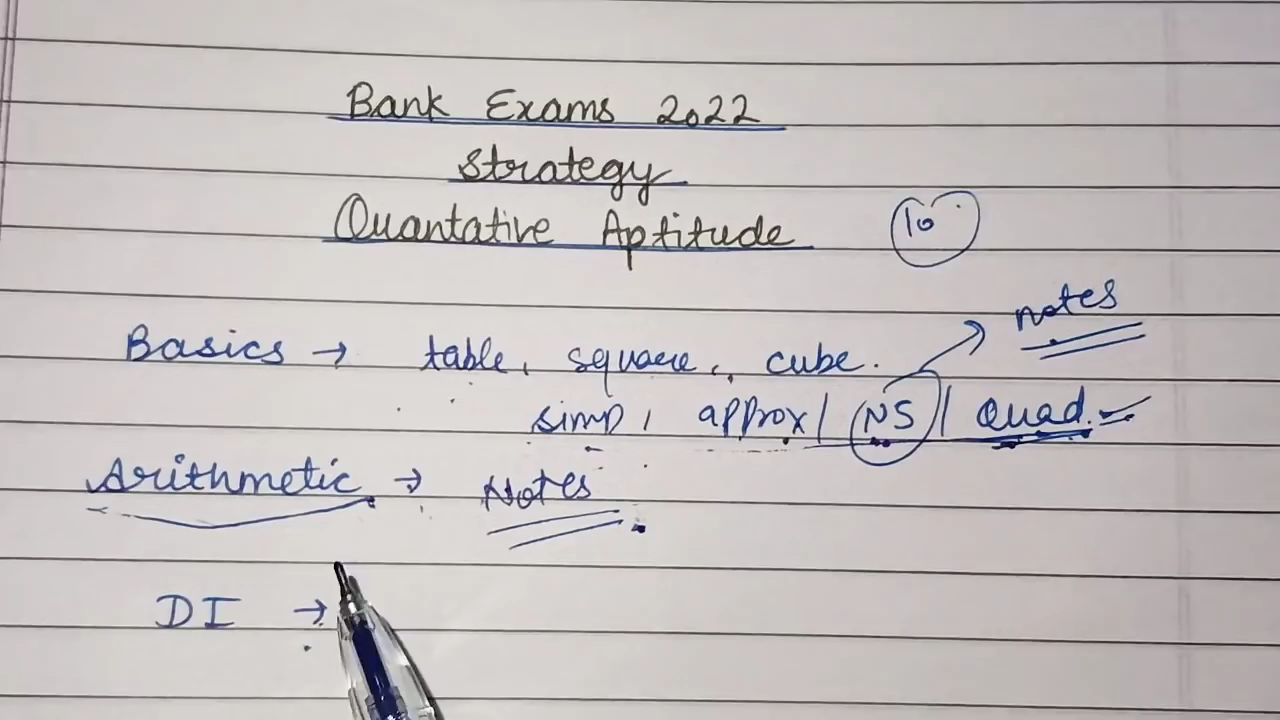 Bank Exams 2022
Strategy
Quantative Aptitude 10
notes
Basics → table, square, cube.
simp, approx / NS / Quad.
Arithmetic → Notes
DI →